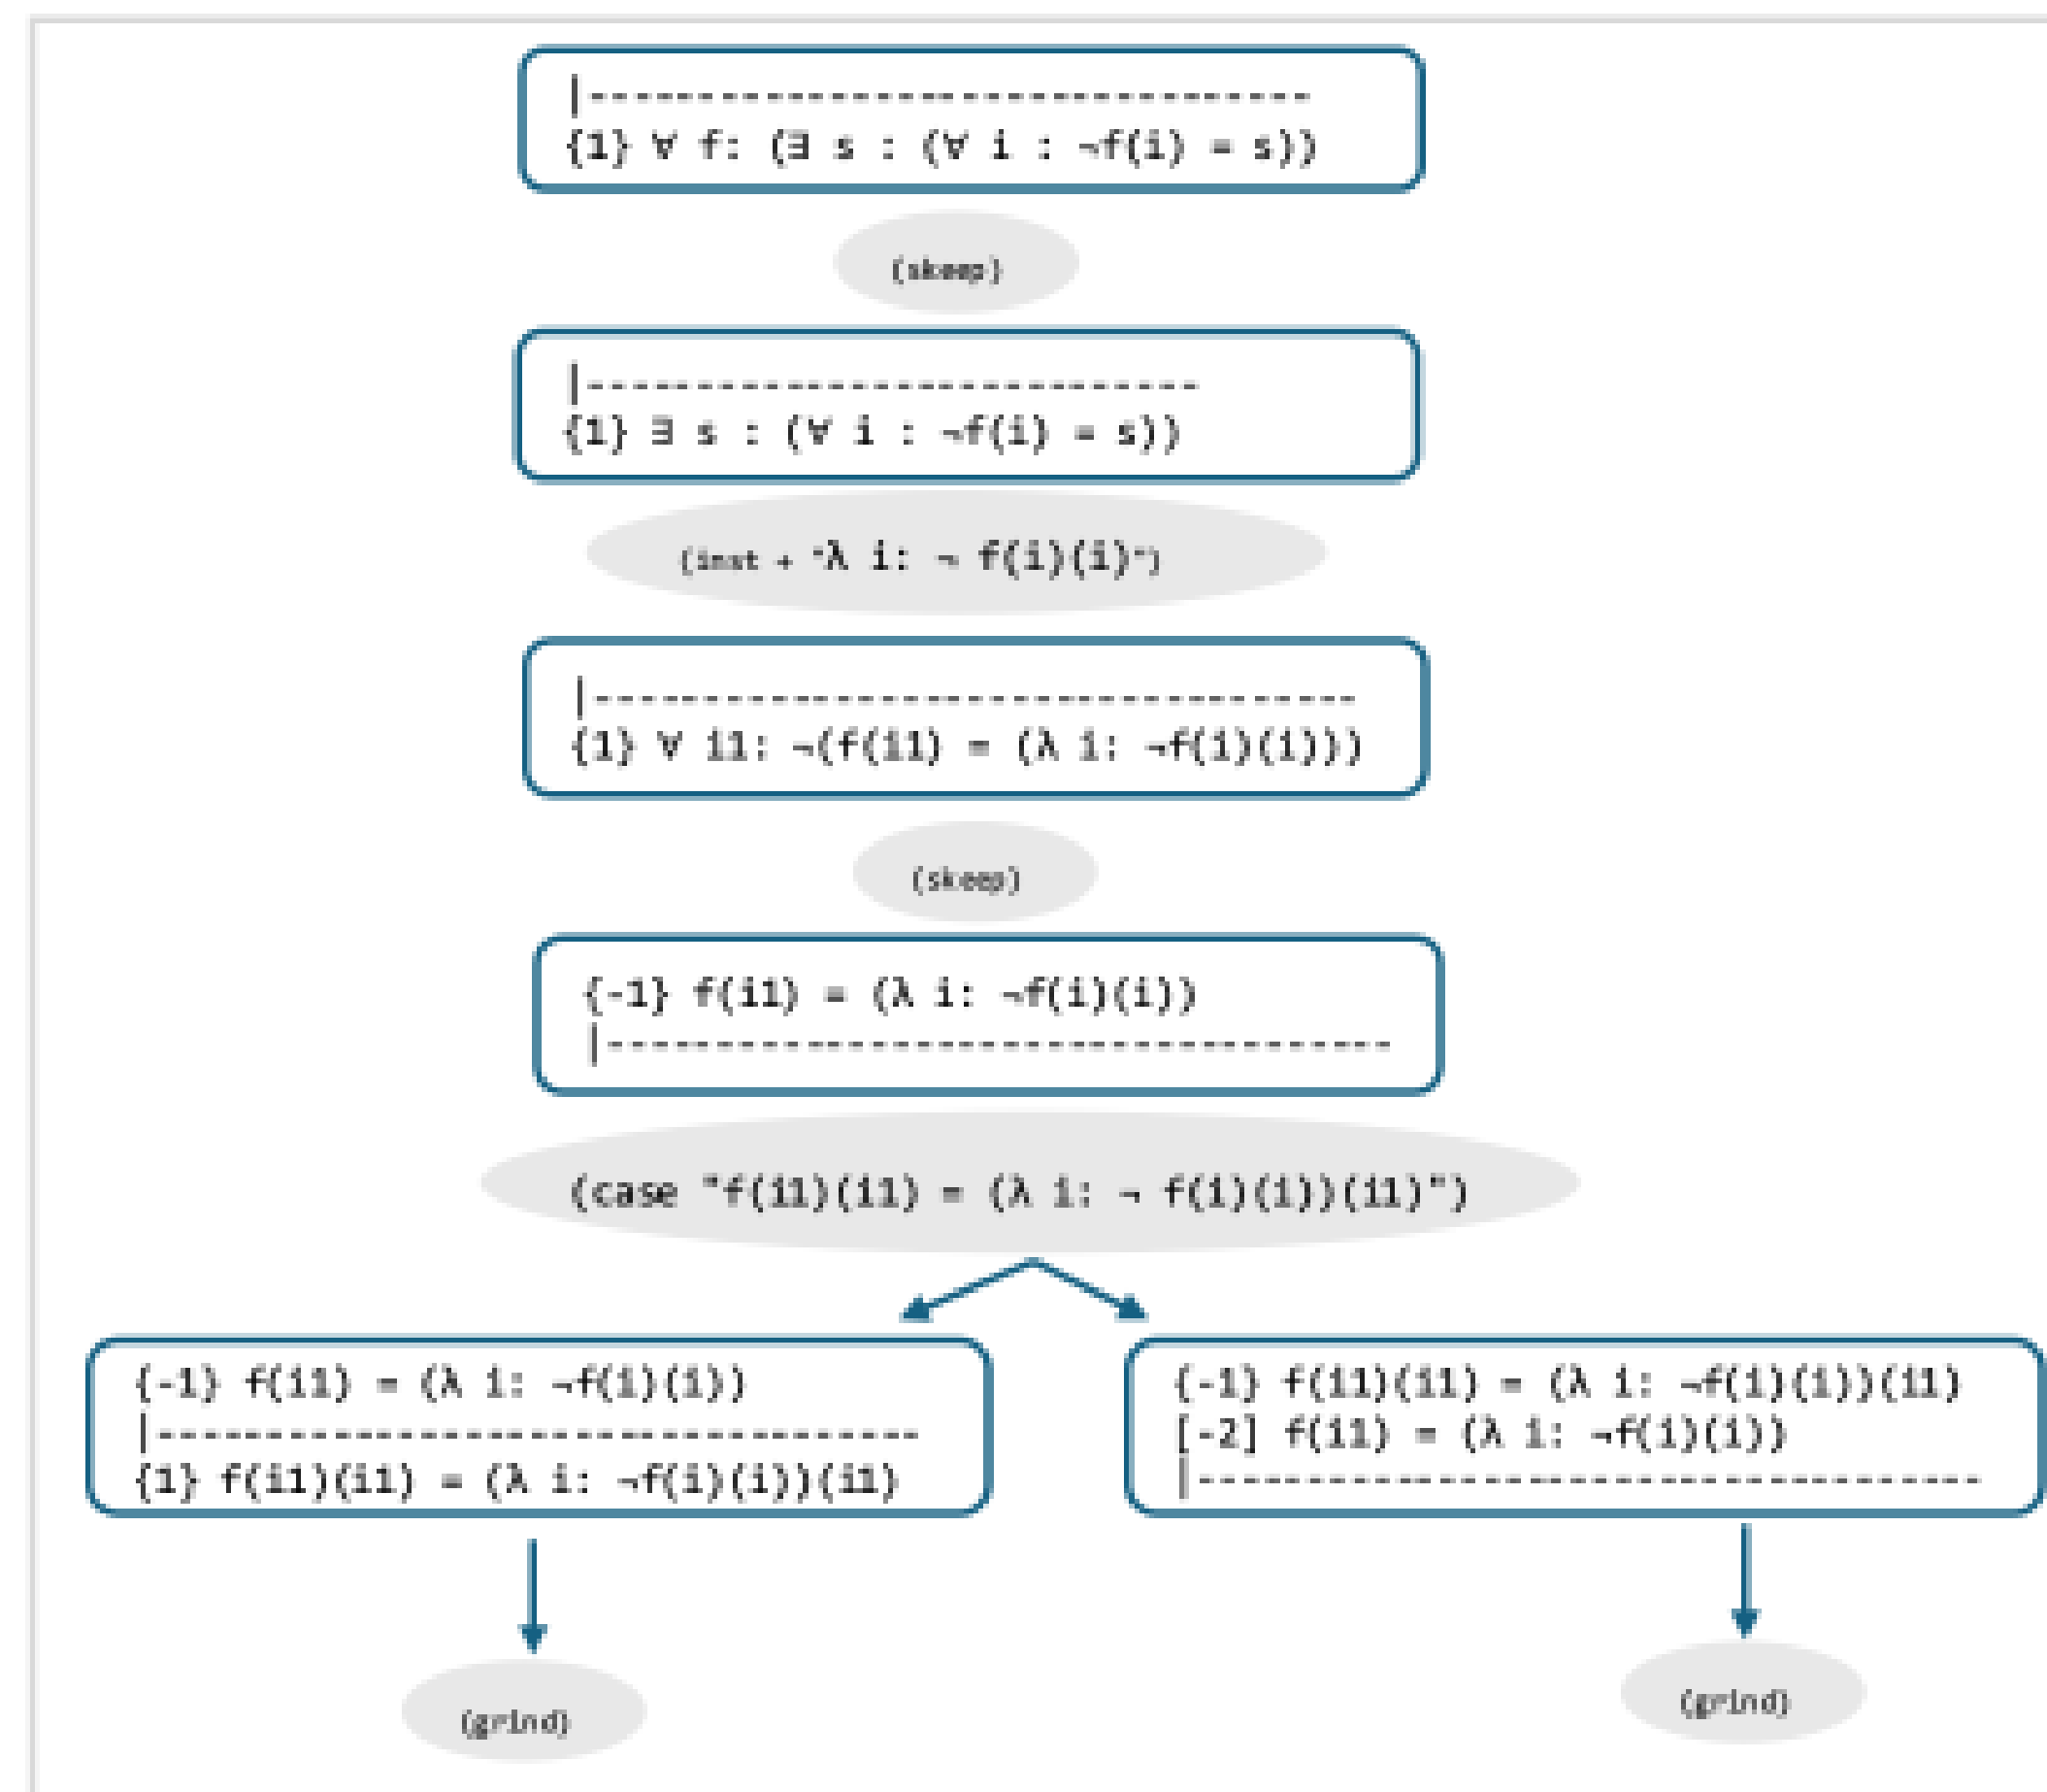 |---------------------------------
{1} ∀ f: (∃ s : (∀ i : ¬f(i) = s))
(skeep)
|----------------------------
{1} ∃ s : (∀ i : ¬f(i) = s))
(inst + "λ i: ¬ f(i)(i)")
|-----------------------------------
{1} ∀ i1: ¬(f(i1) = (λ i: ¬f(i)(i)))
(skeep)
{-1} f(i1) = (λ i: ¬f(i)(i))
|------------------------------------
(case "f(i1)(i1) = (λ i: ¬ f(i)(i))(i1)")
{-1} f(i1) = (λ i: ¬f(i)(i))
|-----------------------------------
{1} f(i1)(i1) = (λ i: ¬f(i)(i))(i1)
(grind)
{-1} f(i1)(i1) = (λ i: ¬f(i)(i))(i1)
[-2] f(i1) = (λ i: ¬f(i)(i))
|------------------------------------
(grind)